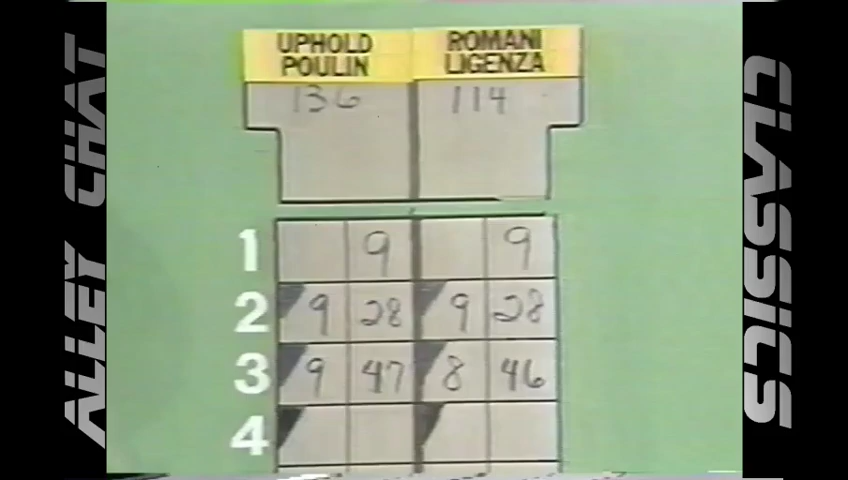 ALLEY CHAT
UPHOLD ROMANI
POULIN LIGENZA
136 114
1 9 9
2 9 28 9 28
3 9 47 8 46
4
CLASSICS